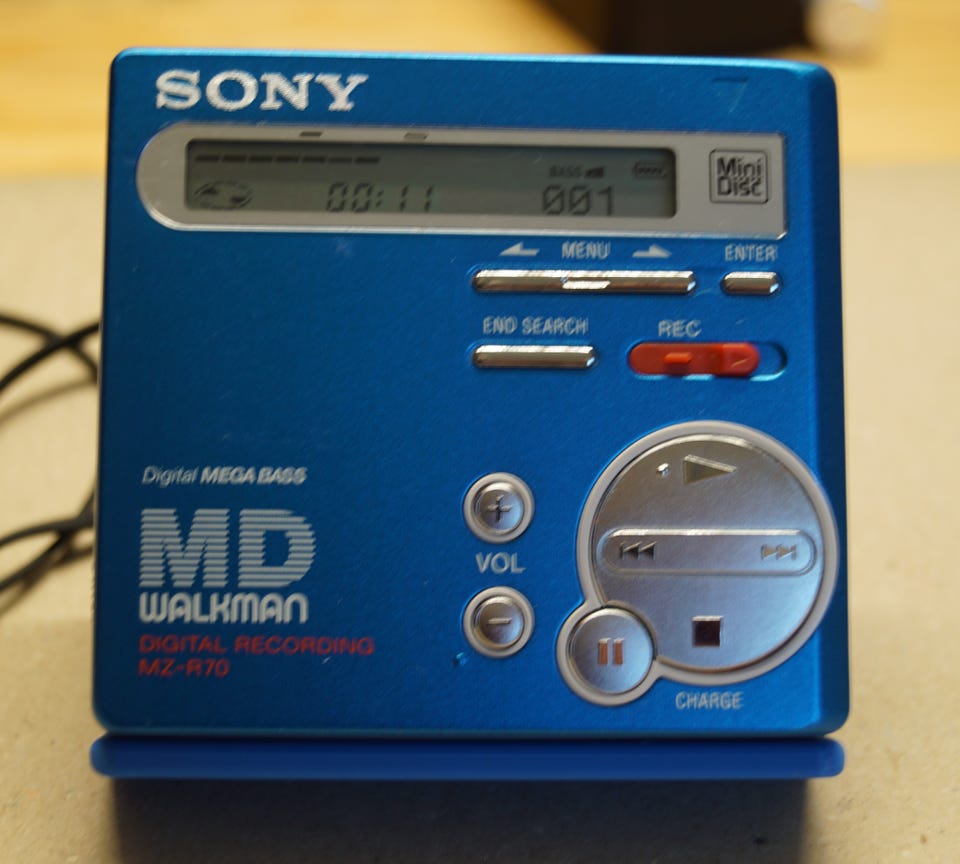 SONY
BASS
00:11 001
Mini
Disc
MENU ENTER
END SEARCH REC
Digital MEGA BASS
MD
WALKMAN
DIGITAL RECORDING
MZ-R70
+
VOL
-
CHARGE